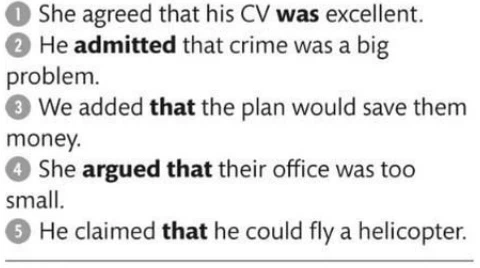 1 She agreed that his CV was excellent.
2 He admitted that crime was a big
problem.
3 We added that the plan would save them
money.
4 She argued that their office was too
small.
5 He claimed that he could fly a helicopter.